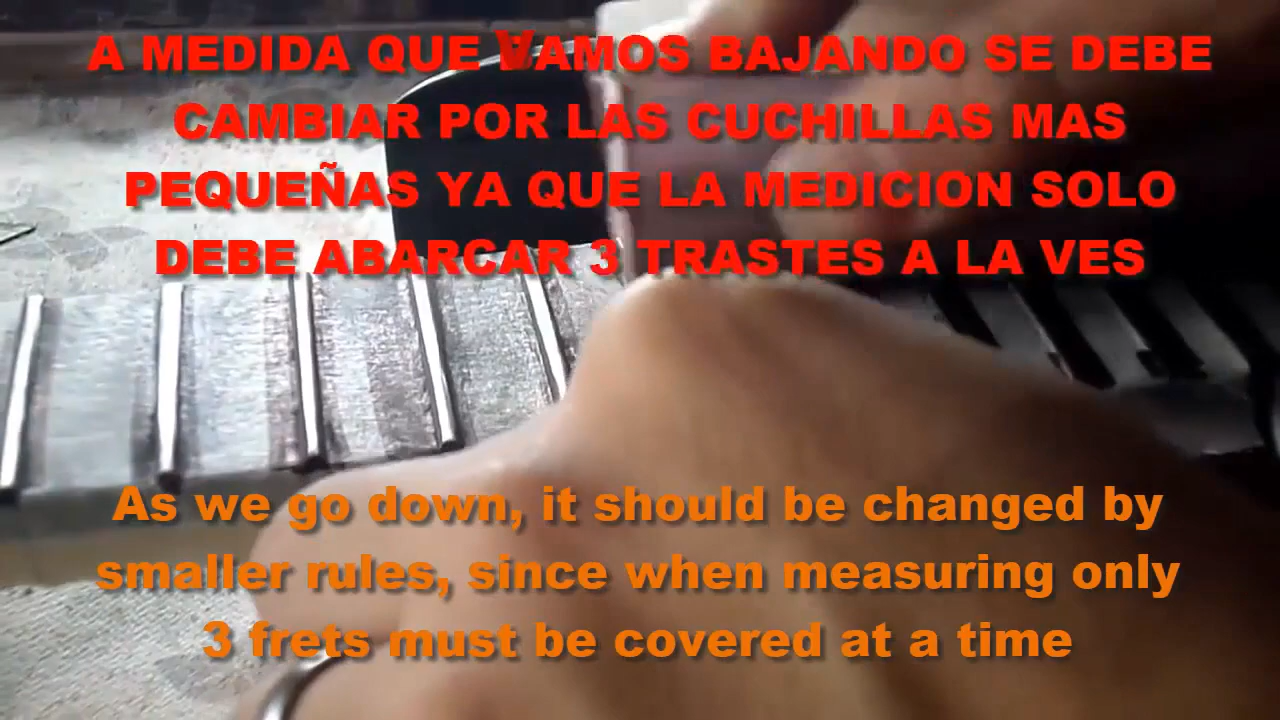 A MEDIDA QUE VAMOS BAJANDO SE DEBE
CAMBIAR POR LAS CUCHILLAS MAS
PEQUEÑAS YA QUE LA MEDICION SOLO
DEBE ABARCAR 3 TRASTES A LA VES
As we go down, it should be changed by
smaller rules, since when measuring only
3 frets must be covered at a time